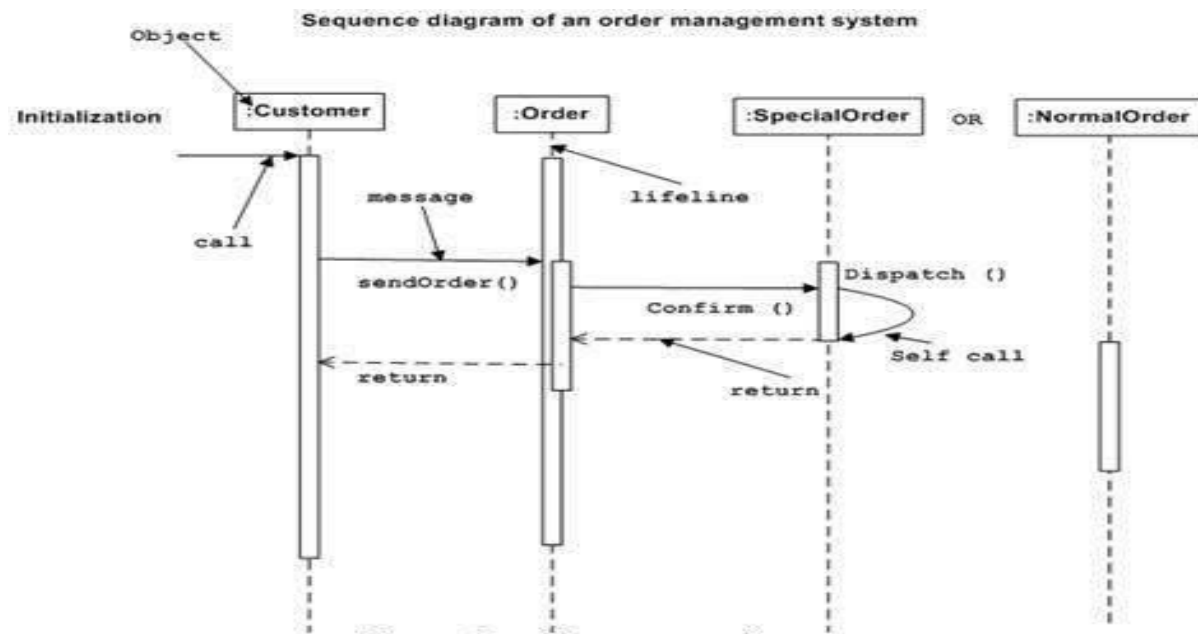 Sequence diagram of an order management system
Object
Initialization
:Customer
:Order
:SpecialOrder
OR
:NormalOrder
message
lifeline
call
sendOrder()
Dispatch ()
Confirm ()
Self call
return
return